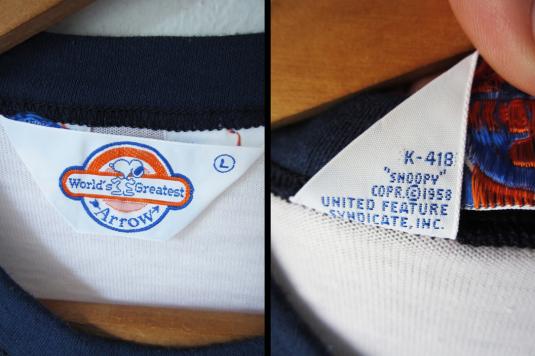 World's Greatest
Arrow
L
K-418
"SNOOPY"
COPR.©1958
UNITED FEATURE
SYNDICATE, INC.